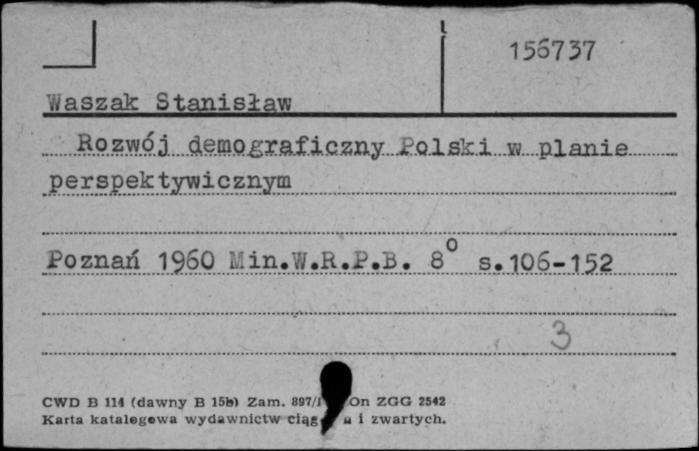 156737
Waszak Stanisław
Rozwój demograficzny Polski w planie
perspektywicznym
Poznań 1960 Min.W.R.P.B. 8° s.106-152
3
CWD B 114 (dawny B 15b) Zam. On ZGG 2542
Karta katalogowa wydawnictw i zwartych.